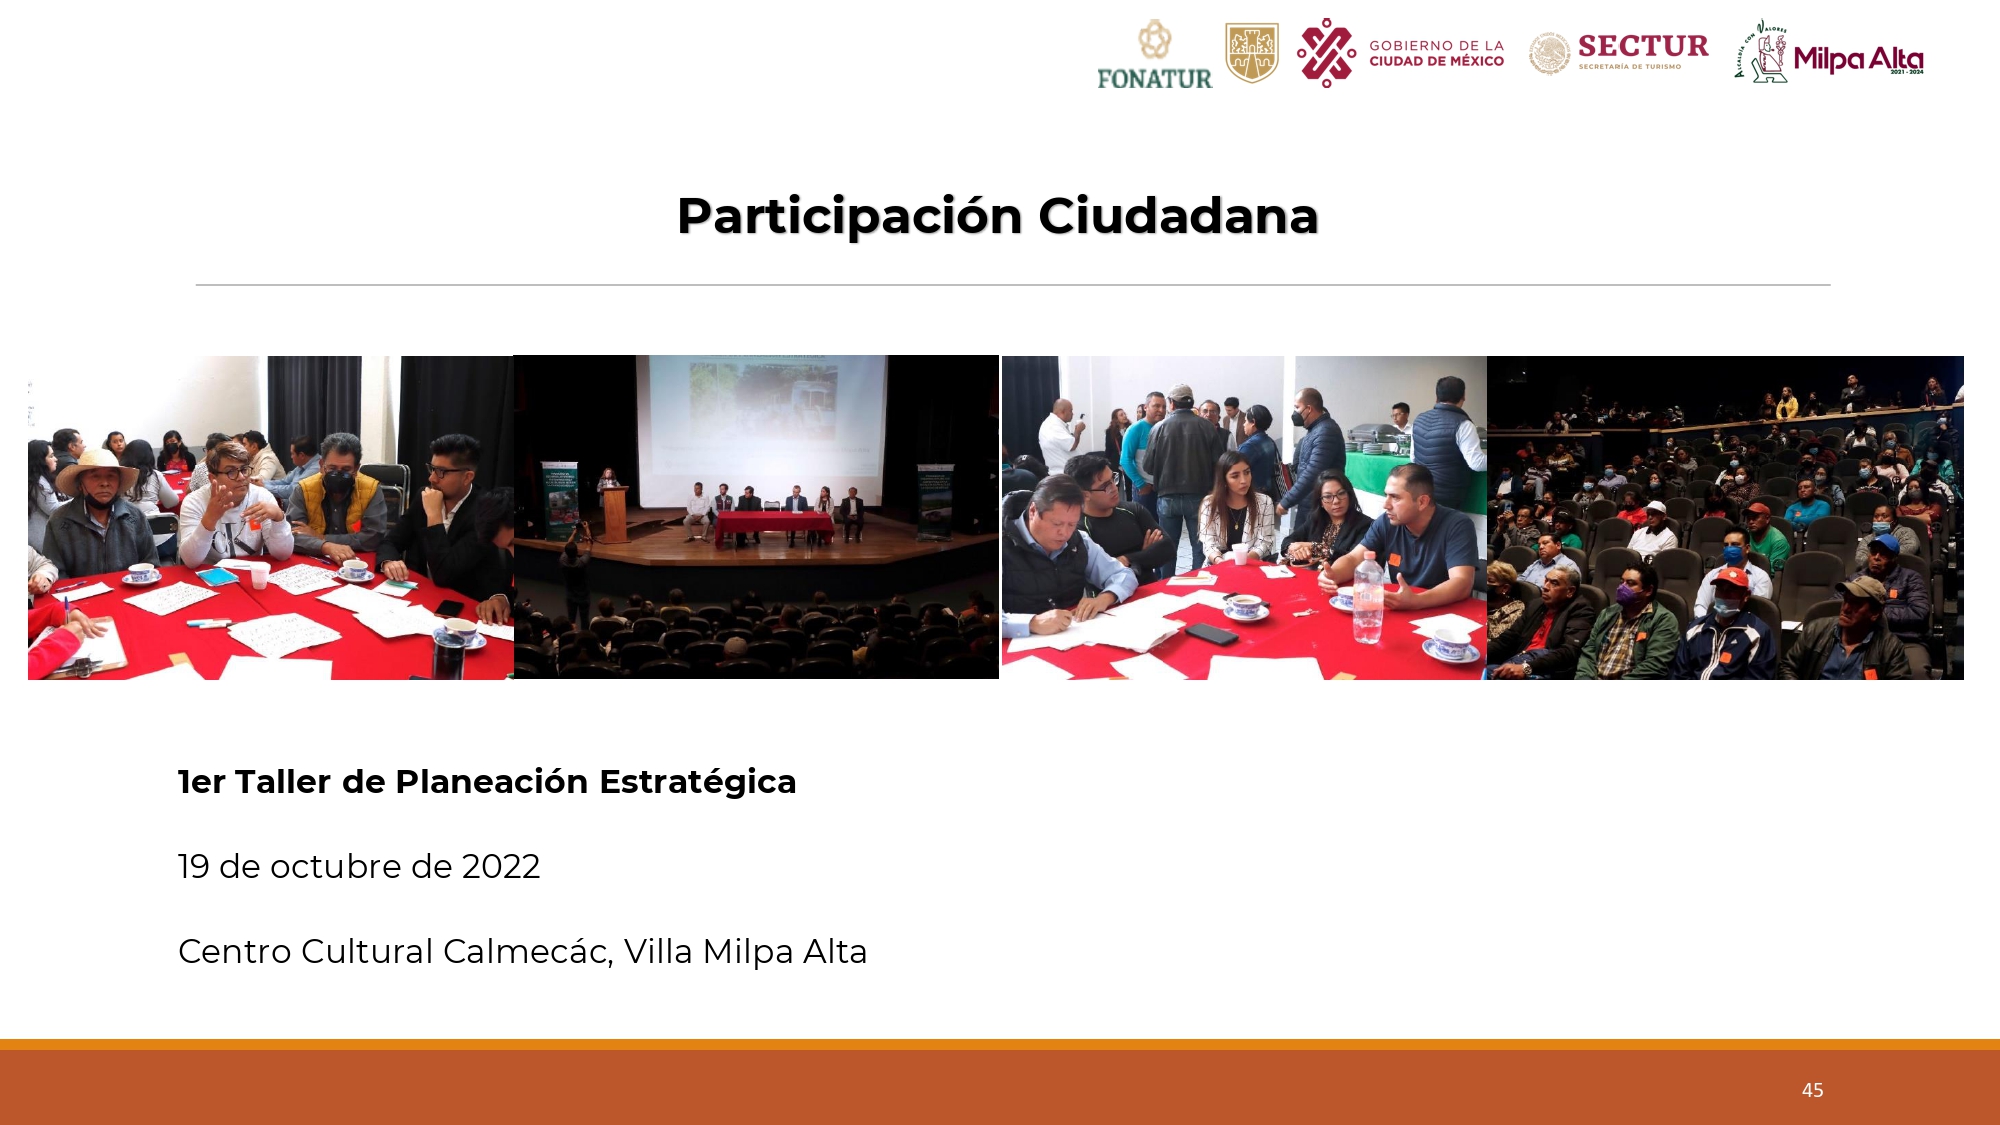 FONATUR
GOBIERNO DE LA
CIUDAD DE MÉXICO
SECTUR
SECRETARÍA DE TURISMO
ALCALDÍA CON VALORES
Milpa Alta
2021 - 2024
Participación Ciudadana
1er Taller de Planeación Estratégica
19 de octubre de 2022
Centro Cultural Calmecác, Villa Milpa Alta
45